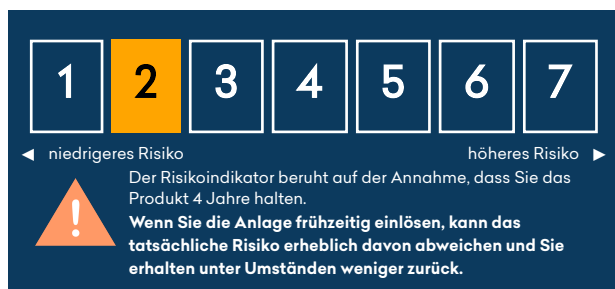 1 2 3 4 5 6 7
◄ niedrigeres Risiko höheres Risiko ►
Der Risikoindikator beruht auf der Annahme, dass Sie das
Produkt 4 Jahre halten.
Wenn Sie die Anlage frühzeitig einlösen, kann das
tatsächliche Risiko erheblich davon abweichen und Sie
erhalten unter Umständen weniger zurück.
!